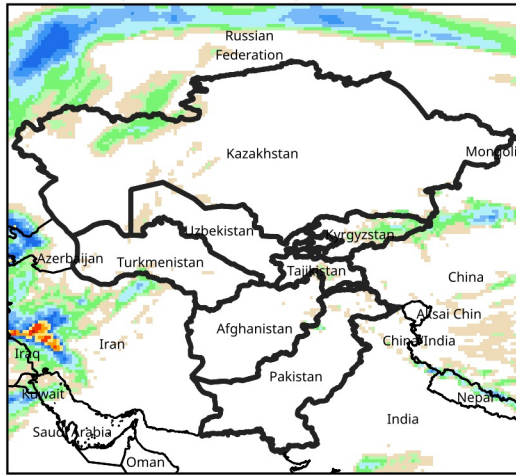 Russian
Federation
Kazakhstan
Mongoli
Uzbekistan
Kyrgyzstan
Azerbaijan
Turkmenistan
Tajikistan
China
Aksai Chin
Afghanistan
China/India
Iran
Iraq
Pakistan
Kuwait
Nepal
India
Saudi Arabia
Oman